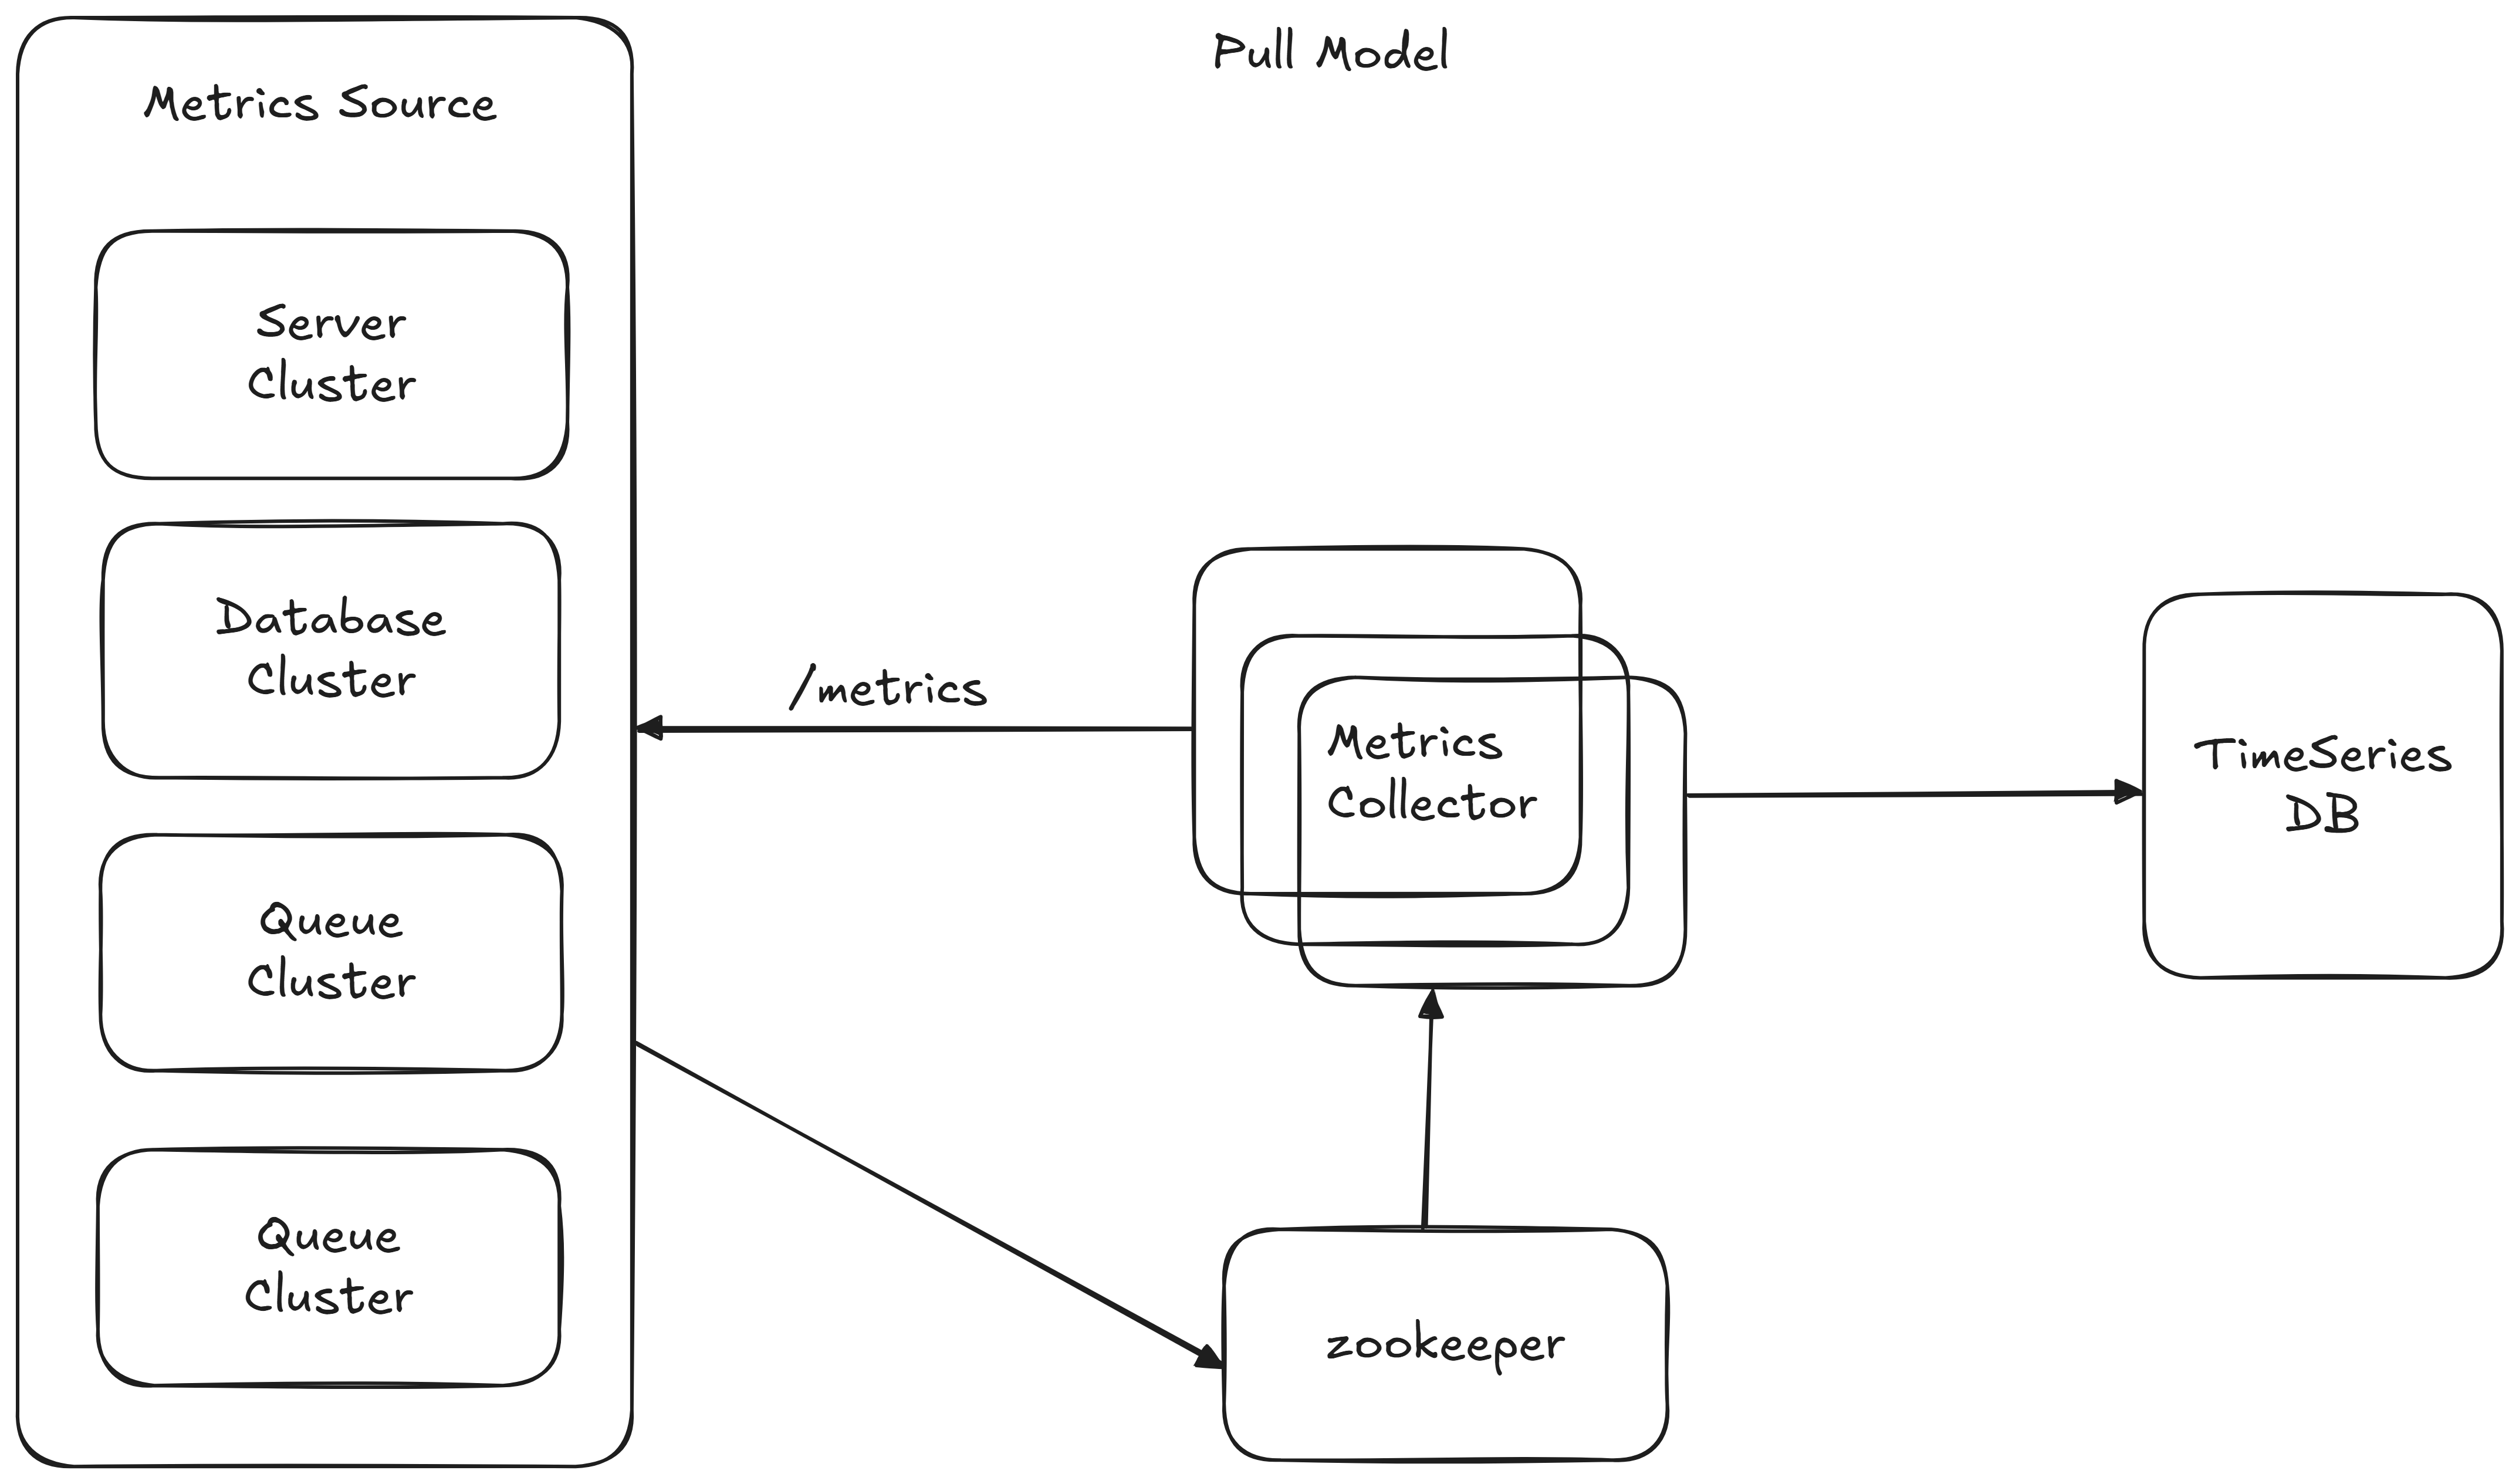 Pull Model
Metrics Source
Server
Cluster
Database
Cluster
/metrics
Metrics
Collector
TimeSeries
DB
Queue
Cluster
Queue
Cluster
zookeeper